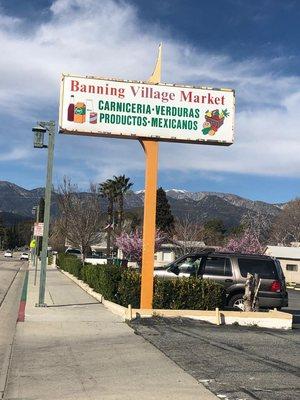 Banning Village Market
CARNICERIA•VERDURAS
PRODUCTOS•MEXICANOS